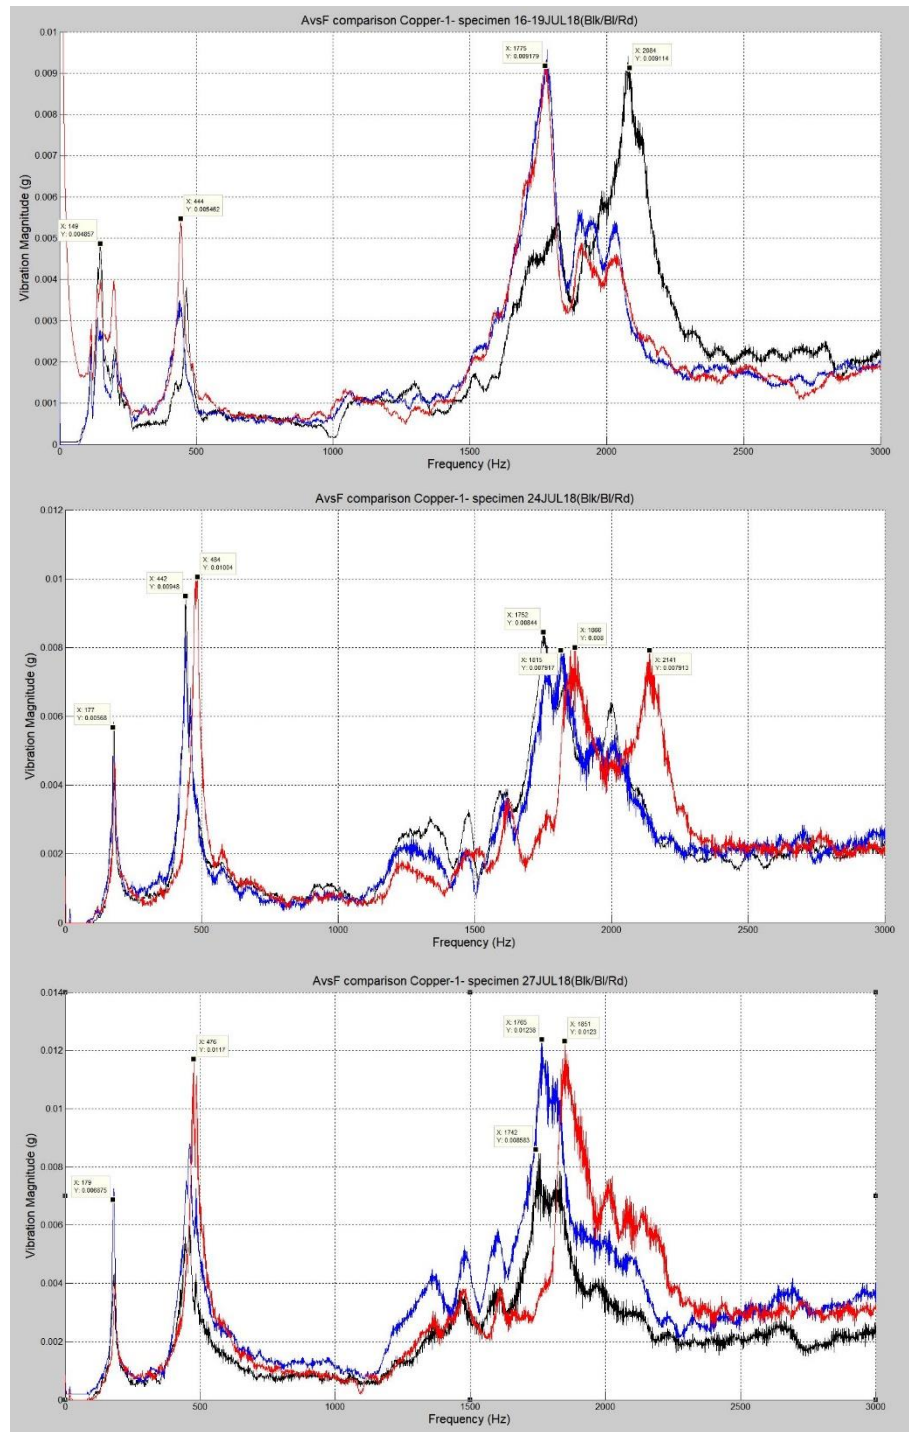 AvsF comparison Copper-1- specimen 16-19JUL18(Blk/Bl/Rd)
0.01
0.009
0.008
0.007
0.006
0.005
0.004
0.003
0.002
0.001
0
Vibration Magnitude (g)
X: 149
Y: 0.004857
X: 444
Y: 0.005462
X: 1775
Y: 0.009179
X: 2084
Y: 0.009114
0 500 1000 1500 2000 2500 3000
Frequency (Hz)
AvsF comparison Copper-1- specimen 24JUL18(Blk/Bl/Rd)
0.012
0.01
0.008
0.006
0.004
0.002
0
Vibration Magnitude (g)
X: 177
Y: 0.00568
X: 442
Y: 0.00948
X: 484
Y: 0.01004
X: 1752
Y: 0.00844
X: 1815
Y: 0.007917
X: 1866
Y: 0.008
X: 2141
Y: 0.007913
0 500 1000 1500 2000 2500 3000
Frequency (Hz)
AvsF comparison Copper-1- specimen 27JUL18(Blk/Bl/Rd)
0.014
0.012
0.01
0.008
0.006
0.004
0.002
0
Vibration Magnitude (g)
X: 179
Y: 0.006875
X: 476
Y: 0.0117
X: 1742
Y: 0.008583
X: 1765
Y: 0.01238
X: 1851
Y: 0.0123
0 500 1000 1500 2000 2500 3000
Frequency (Hz)